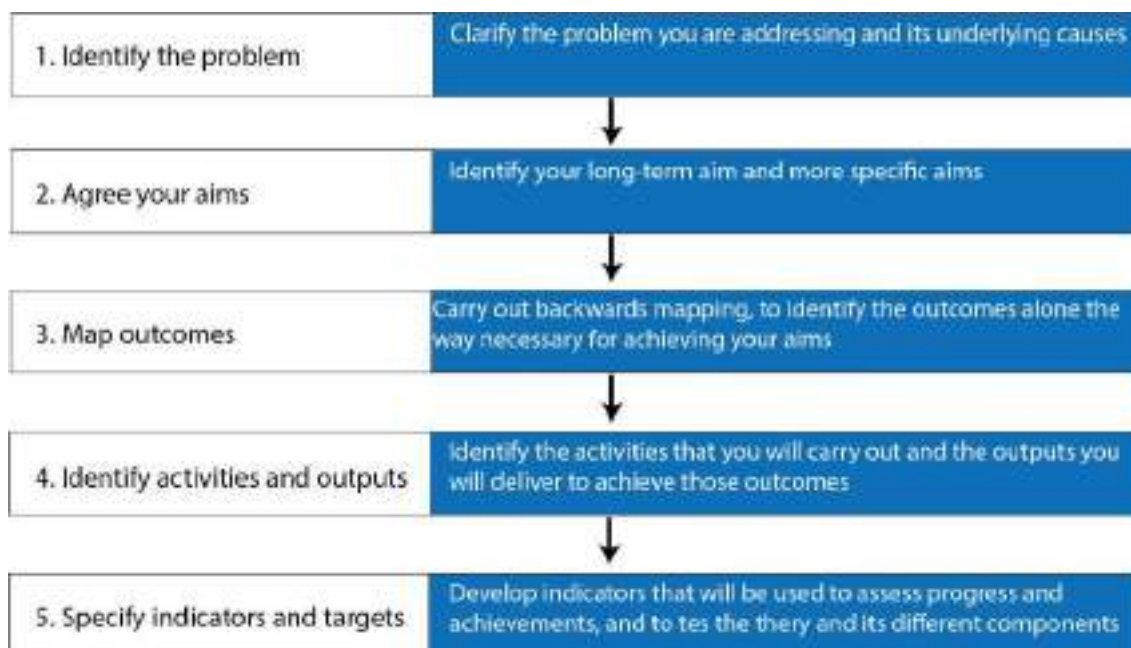 1. Identify the problem
Clarify the problem you are addressing and its underlying causes
2. Agree your aims
Identify your long-term aim and more specific aims
3. Map outcomes
Carry out backwards mapping, to identify the outcomes alone the
way necessary for achieving your aims
4. Identify activities and outputs
Identify the activities that you will carry out and the outputs you
will deliver to achieve those outcomes
5. Specify indicators and targets
Develop indicators that will be used to assess progress and
achievements, and to tes the thery and its different components